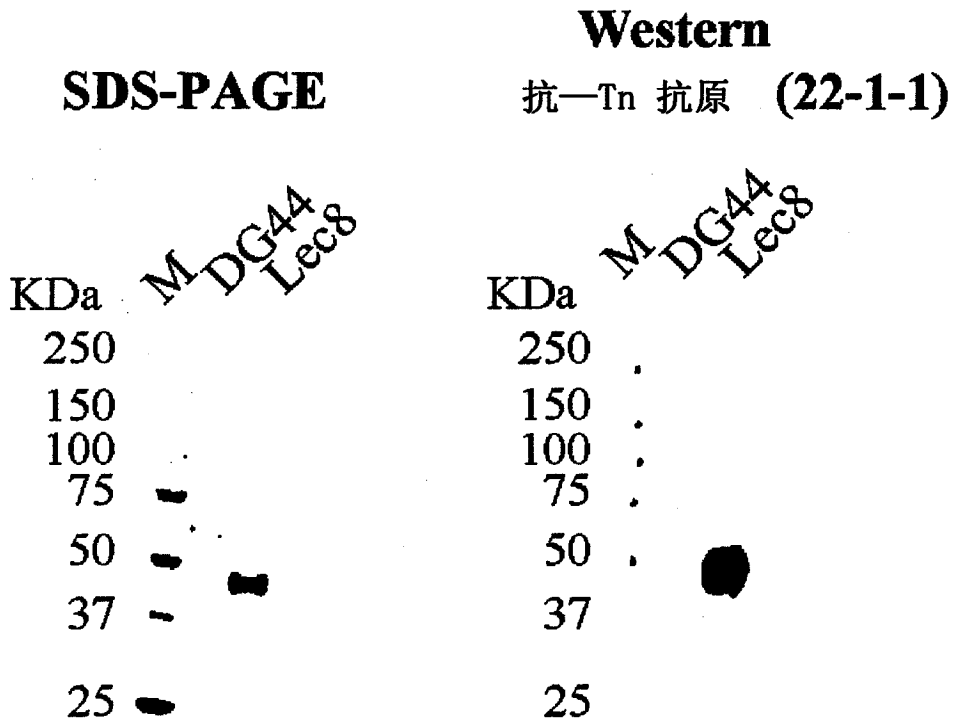 SDS-PAGE
M
DG44
Lec8
KDa
250
150
100
75
50
37
25
Western
抗—Tn 抗原 (22-1-1)
M
DG44
Lec8
KDa
250
150
100
75
50
37
25